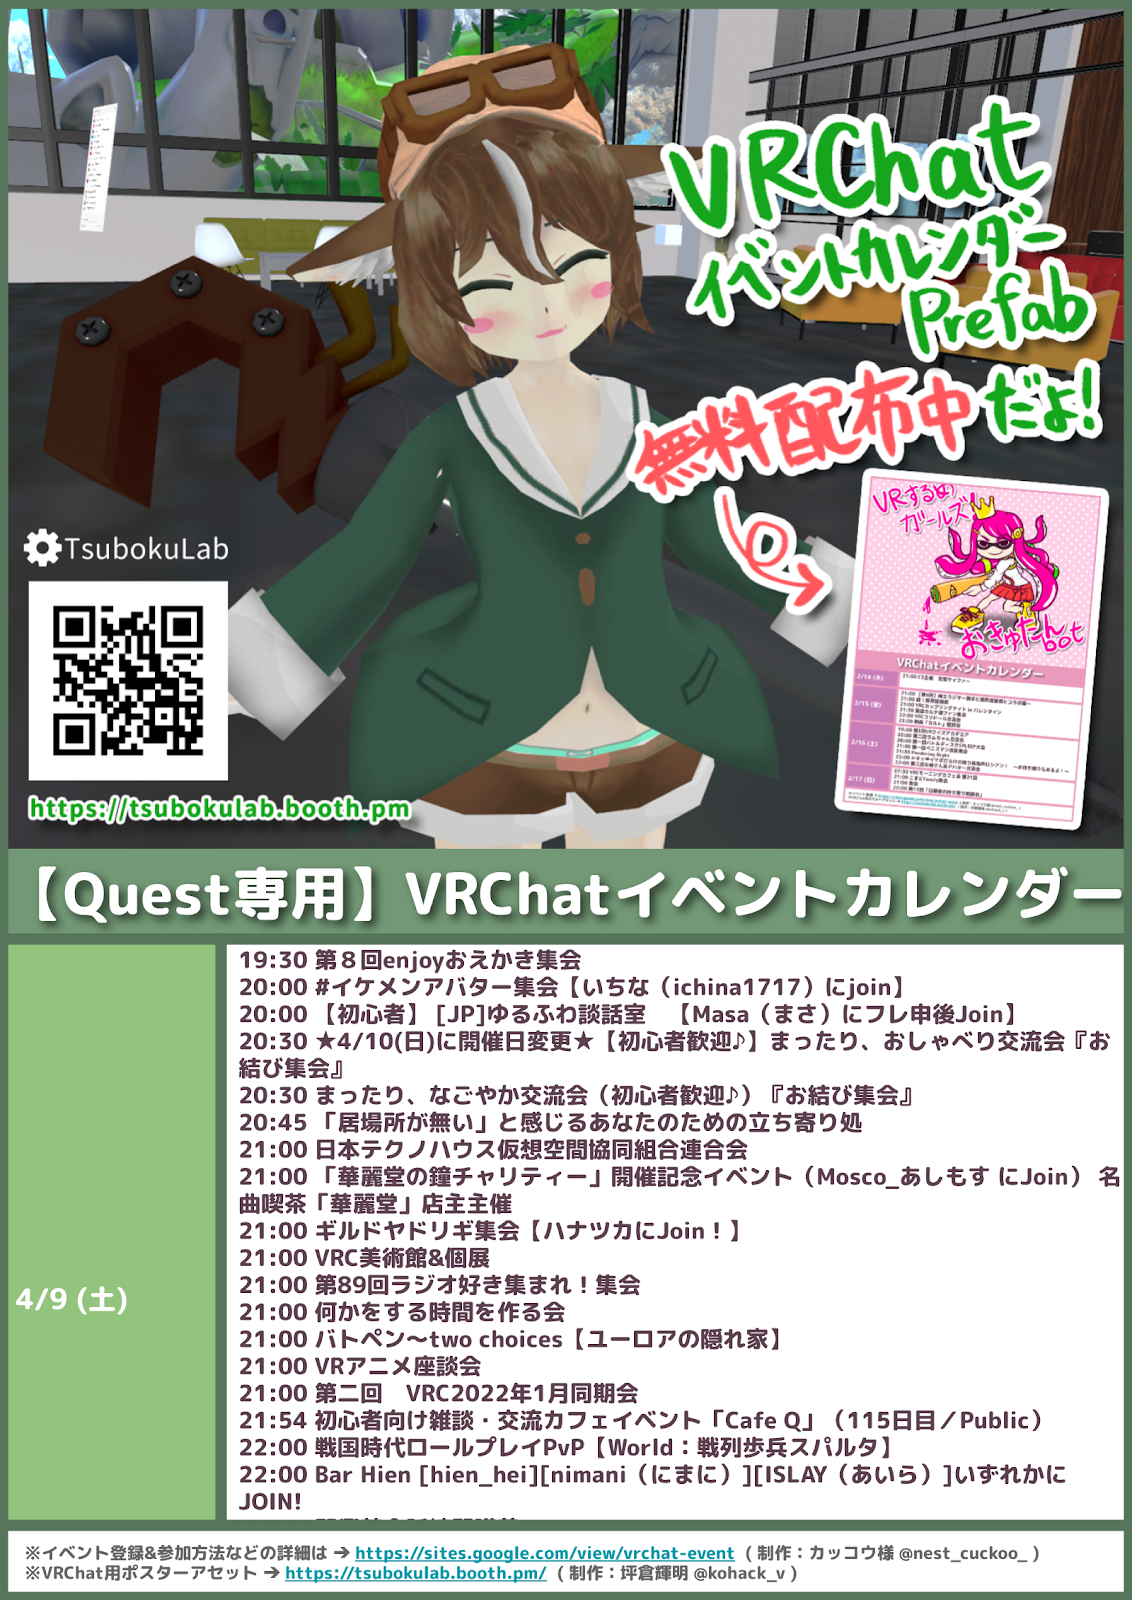 VRChat
イベントカレンダー
Prefab
無料配布中だよ!
TsubokuLab
https://tsubokulab.booth.pm
VRするめ
ガールズ
おきゅたん
bot
VRChatイベントカレンダー
2/14 (木)
2/15 (金)
2/16 (土)
2/17 (日)
【Quest専用】VRChatイベントカレンダー
4/9 (土)
19:30 第８回enjoyおえかき集会
20:00 #イケメンアバター集会【いちな（ichina1717）にjoin】
20:00 【初心者】 [JP]ゆるふわ談話室　【Masa（まさ）にフレ申後Join】
20:30 ★4/10(日)に開催日変更★【初心者歓迎♪】まったり、おしゃべり交流会『お
結び集会』
20:30 まったり、なごやか交流会（初心者歓迎♪）『お結び集会』
20:45 「居場所が無い」と感じるあなたのための立ち寄り処
21:00 日本テクノハウス仮想空間協同組合連合会
21:00 「華麗堂の鐘チャリティー」開催記念イベント（Mosco_あしもす にJoin） 名
曲喫茶「華麗堂」店主主催
21:00 ギルドヤドリギ集会【ハナツカにJoin！】
21:00 VRC美術館&個展
21:00 第89回ラジオ好き集まれ！集会
21:00 何かをする時間を作る会
21:00 バトペン～two choices【ユーロアの隠れ家】
21:00 VRアニメ座談会
21:00 第二回　VRC2022年1月同期会
21:54 初心者向け雑談・交流カフェイベント「Cafe Q」（115日目／Public）
22:00 戦国時代ロールプレイPvP【World：戦列歩兵スパルタ】
22:00 Bar Hien [hien_hei][nimani（にまに）][ISLAY（あいら）]いずれかに
JOIN!
※イベント登録&参加方法などの詳細は → https://sites.google.com/view/vrchat-event （ 制作：カッコウ様 @nest_cuckoo_ ）
※VRChat用ポスターアセット → https://tsubokulab.booth.pm/ （ 制作：坪倉輝明 @kohack_v ）